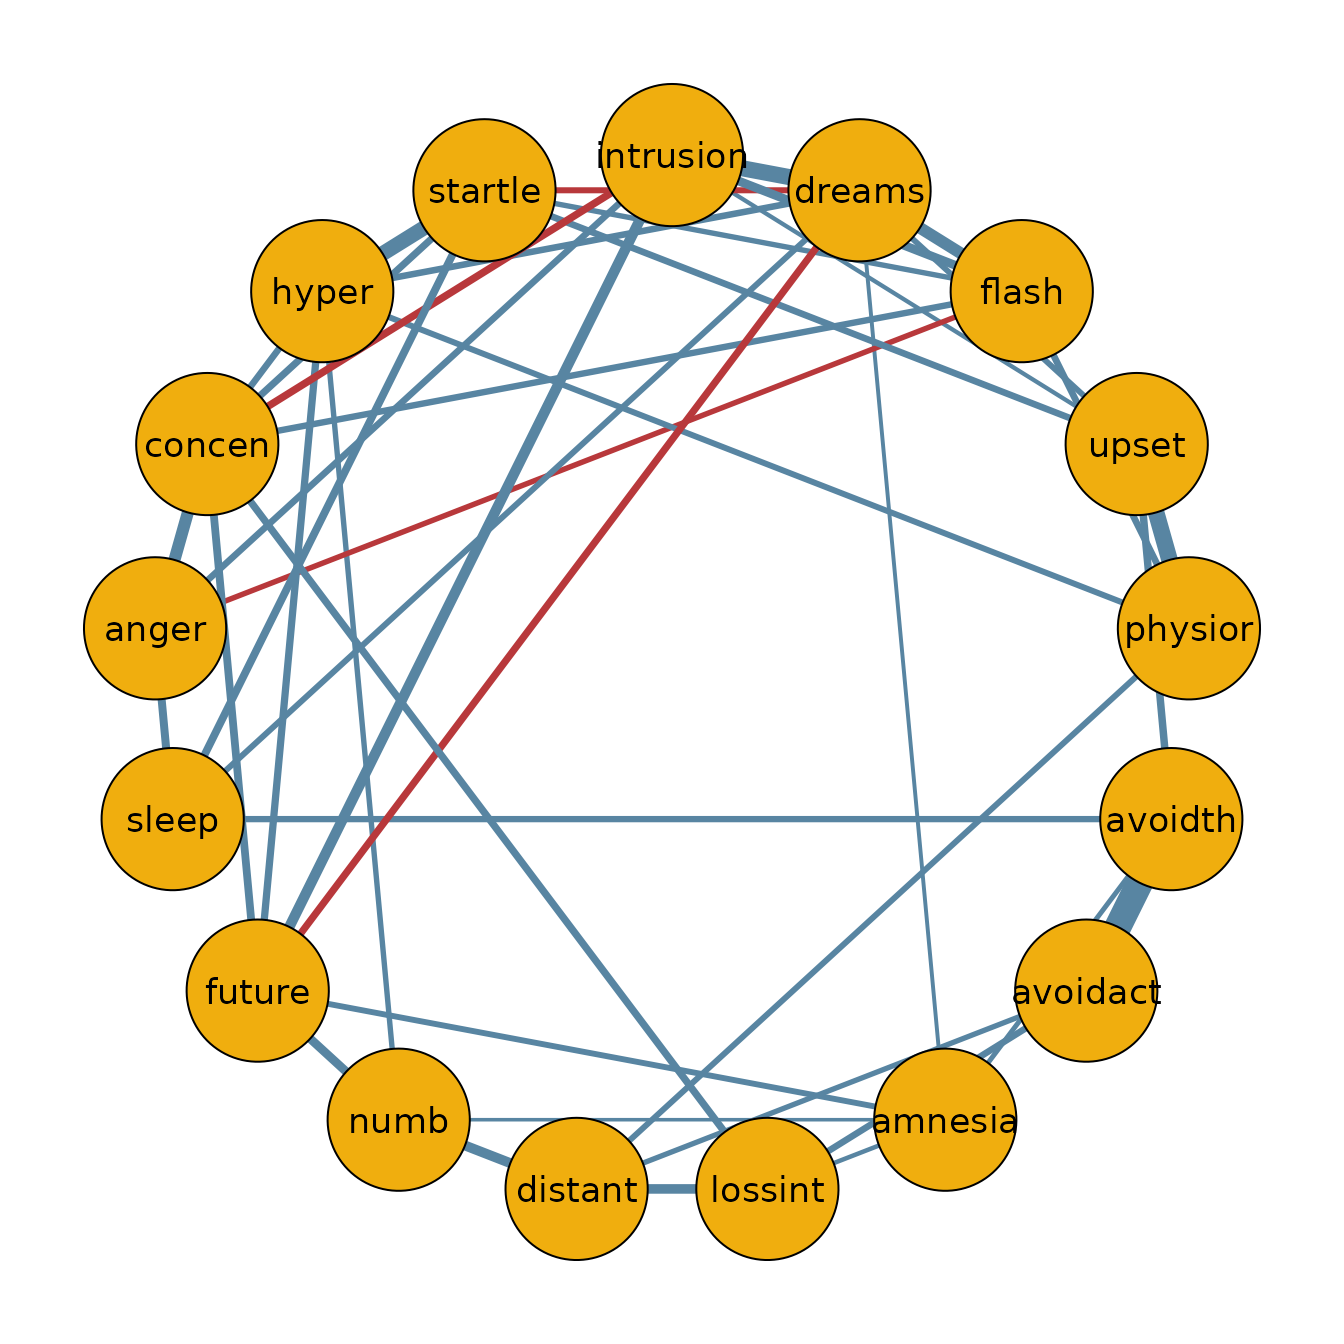 intrusion
dreams
flash
upset
physior
avoidth
avoidact
amnesia
lossint
distant
numb
future
sleep
anger
concen
hyper
startle